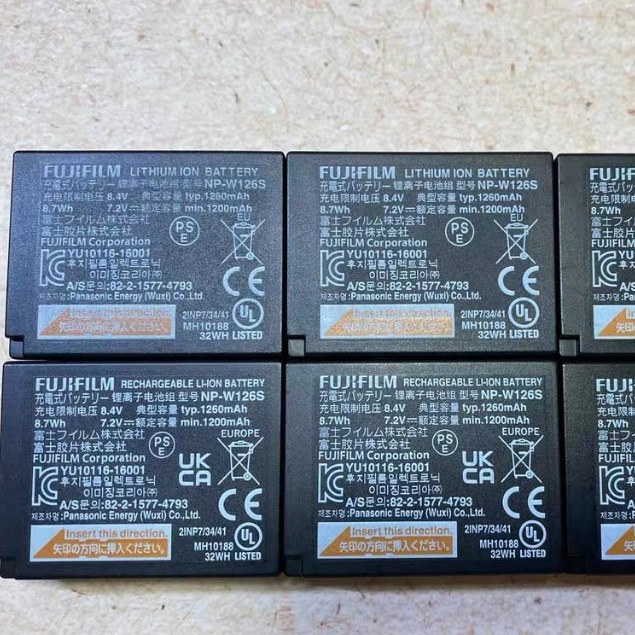 FUJIFILM LITHIUM ION BATTERY
充電式バッテリー 锂离子电池组 型号 NP-W126S
充电限制电压 8.4V 典型容量 typ.1260mAh
8.7Wh 7.2V⎓額定容量 min.1200mAh
富士フイルム株式会社 EU
富士胶片株式会社 PSE
FUJIFILM Corporation
YU10116-16001
후지필름일렉트로닉
이미징코리아㈜
A/S문의:82-2-1577-4793 CE
제조자명:Panasonic Energy (Wuxi) Co.,Ltd.
Insert this direction. 2INP7/34/41
矢印の方向に挿入ください。 MH10188 UL
32WH LISTED
FUJIFILM LITHIUM ION BATTERY
充電式バッテリー 锂离子电池组 型号 NP-W126S
充电限制电压 8.4V 典型容量 typ.1260mAh
8.7Wh 7.2V⎓額定容量 min.1200mAh
富士フイルム株式会社 EU
富士胶片株式会社 PSE
FUJIFILM Corporation
YU10116-16001
후지필름일렉트로닉
이미징코리아㈜
A/S문의:82-2-1577-4793 CE
제조자명:Panasonic Energy (Wuxi) Co.,Ltd.
Insert this direction. 2INP7/34/41
矢印の方向に挿入ください。 MH10188 UL
32WH LISTED
FUJIFILM RECHARGEABLE LI-ION BATTERY
充電式バッテリー 锂离子电池组 型号 NP-W126S
充电限制电压 8.4V 典型容量 typ.1260mAh
8.7Wh 7.2V⎓額定容量 min.1200mAh
富士フイルム株式会社 EUROPE
富士胶片株式会社 PSE
FUJIFILM Corporation
YU10116-16001 UKCA
후지필름일렉트로닉
이미징코리아㈜
A/S문의:82-2-1577-4793 CE
제조자명:Panasonic Energy (Wuxi) Co.,Ltd.
Insert this direction. 2INP7/34/41
矢印の方向に挿入ください。 MH10188 UL
32WH LISTED
FUJIFILM RECHARGEABLE LI-ION BATTERY
充電式バッテリー 锂离子电池组 型号 NP-W126S
充电限制电压 8.4V 典型容量 typ.1260mAh
8.7Wh 7.2V⎓額定容量 min.1200mAh
富士フイルム株式会社 EUROPE
富士胶片株式会社 PSE
FUJIFILM Corporation
YU10116-16001 UKCA
후지필름일렉트로닉
이미징코리아㈜
A/S문의:82-2-1577-4793 CE
제조자명:Panasonic Energy (Wuxi) Co.,Ltd.
Insert this direction. 2INP7/34/41
矢印の方向に挿入ください。 MH10188 UL
32WH LISTED